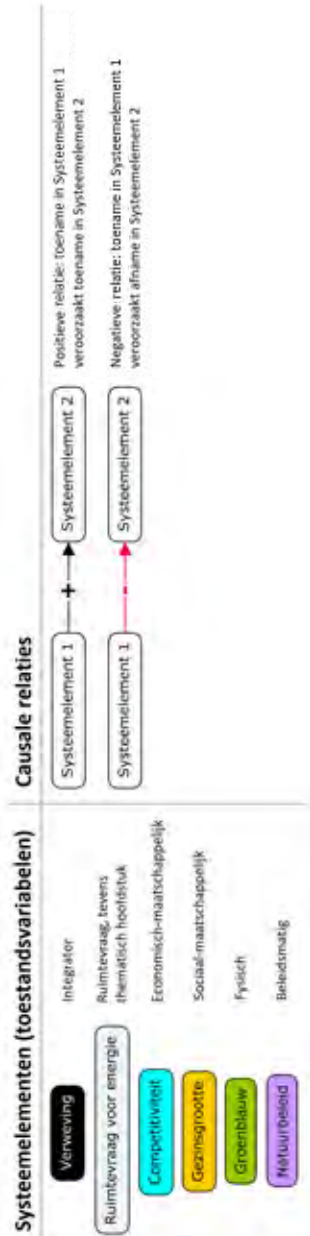 Systeemelementen (toestandsvariabelen)
Verweving
Integrator
Ruimtevraag voor energie
Ruimtevraag, tevens
thematisch hoofdstuk
Competitiviteit
Economisch-maatschappelijk
Gezinsgrootte
Sociaal-maatschappelijk
Groenblauw
Fysisch
Natuurbeleid
Beleidsmatig
Causale relaties
Systeemelement 1
+
Systeemelement 2
Positieve relatie: toename in Systeemelement 1
veroorzaakt toename in Systeemelement 2
Systeemelement 1
-
Systeemelement 2
Negatieve relatie: toename in Systeemelement 1
veroorzaakt afname in Systeemelement 2